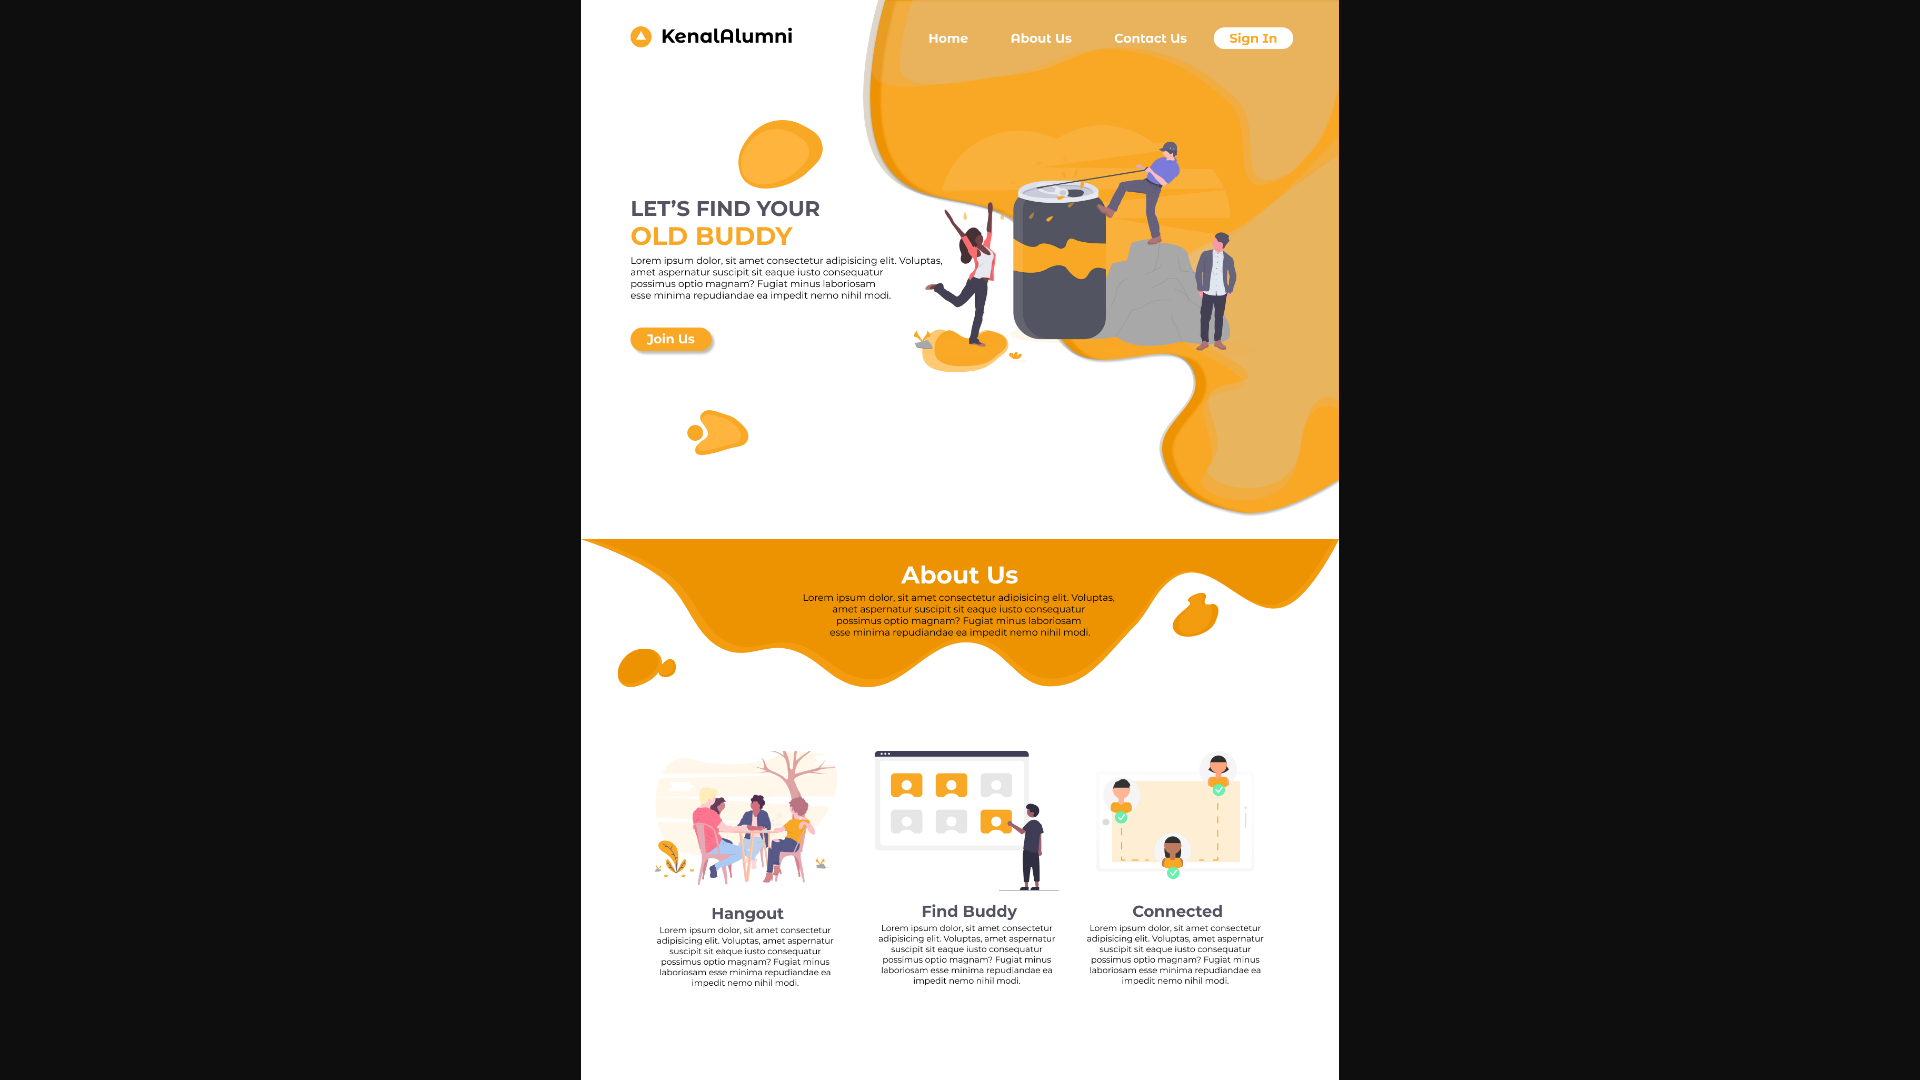 KenalAlumni
Home
About Us
Contact Us
Sign In
LET'S FIND YOUR
OLD BUDDY
Lorem ipsum dolor, sit amet consectetur adipisicing elit. Voluptas,
amet aspernatur suscipit sit eaque iusto consequatur
possimus optio magnam? Fugiat minus laboriosam
esse minima repudiandae ea impedit nemo nihil modi.
Join Us
About Us
Lorem ipsum dolor, sit amet consectetur adipisicing elit. Voluptas,
amet aspernatur suscipit sit eaque iusto consequatur
possimus optio magnam? Fugiat minus laboriosam
esse minima repudiandae ea impedit nemo nihil modi.
Hangout
Lorem ipsum dolor, sit amet consectetur
adipisicing elit. Voluptas, amet aspernatur
suscipit sit eaque iusto consequatur
possimus optio magnam? Fugiat minus
laboriosam esse minima repudiandae ea
impedit nemo nihil modi.
Find Buddy
Lorem ipsum dolor, sit amet consectetur
adipisicing elit. Voluptas, amet aspernatur
suscipit sit eaque iusto consequatur
possimus optio magnam? Fugiat minus
laboriosam esse minima repudiandae ea
impedit nemo nihil modi.
Connected
Lorem ipsum dolor, sit amet consectetur
adipisicing elit. Voluptas, amet aspernatur
suscipit sit eaque iusto consequatur
possimus optio magnam? Fugiat minus
laboriosam esse minima repudiandae ea
impedit nemo nihil modi.